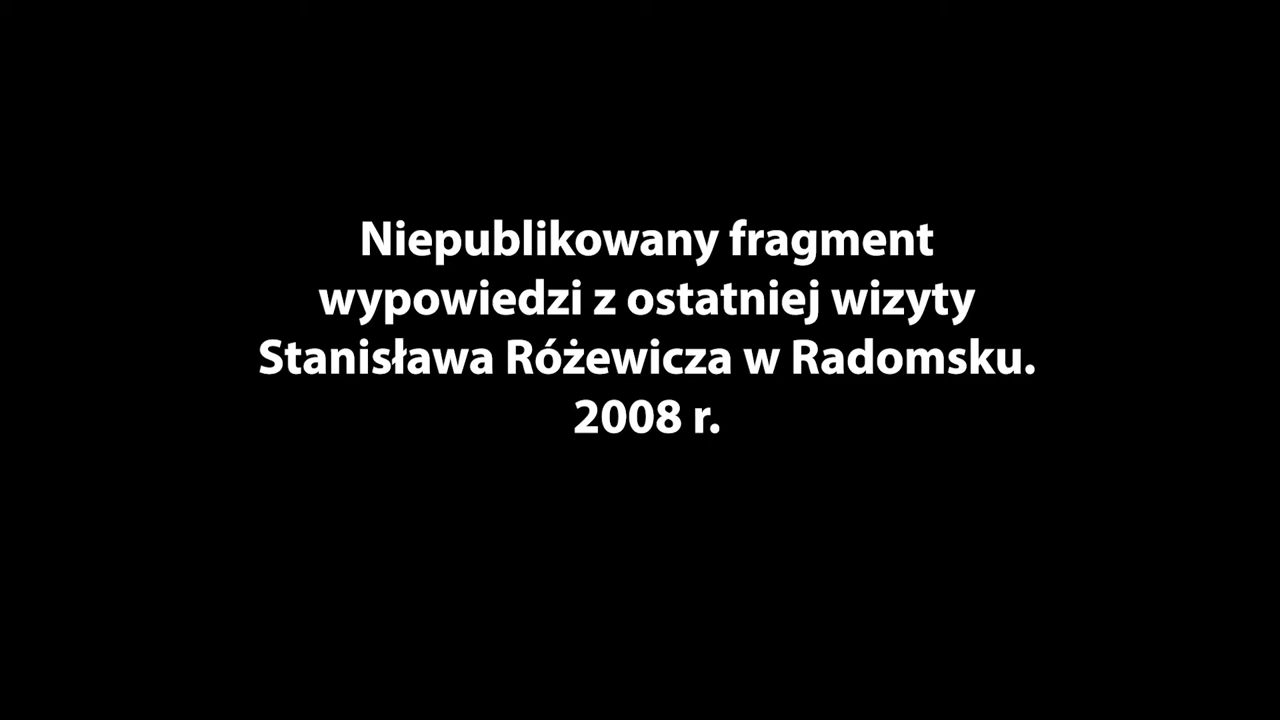 Niepublikowany fragment
wypowiedzi z ostatniej wizyty
Stanisława Różewicza w Radomsku.
2008 r.